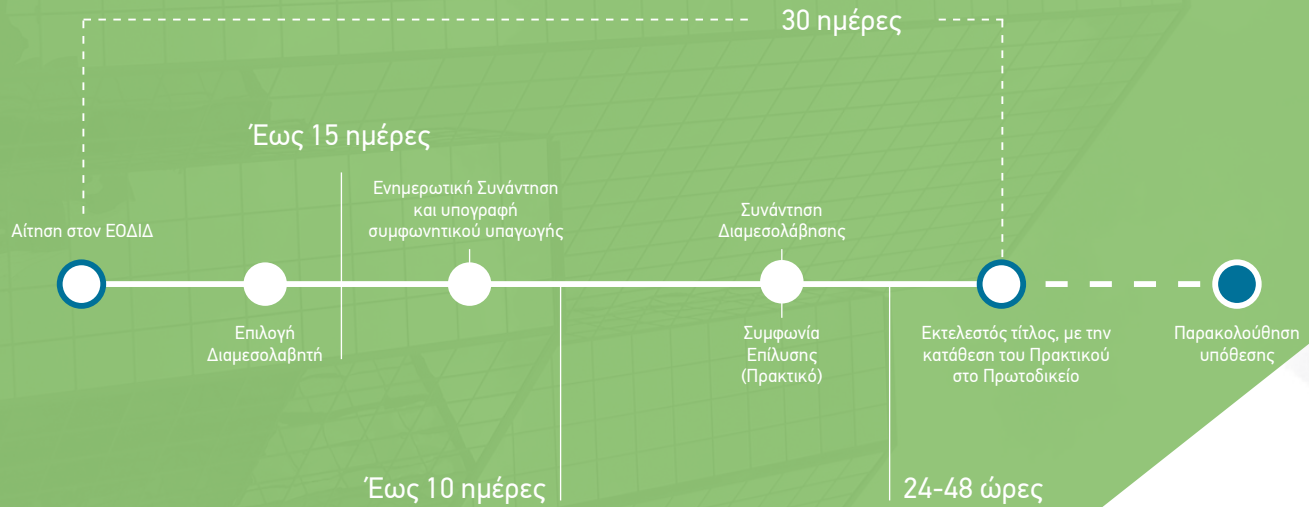 30 ημέρες
Έως 15 ημέρες
Αίτηση στον ΕΟΔΙΔ
Ενημερωτική Συνάντηση
και υπογραφή
συμφωνητικού υπαγωγής
Συνάντηση
Διαμεσολάβησης
Επιλογή
Διαμεσολαβητή
Συμφωνία
Επίλυσης
(Πρακτικό)
Εκτελεστός τίτλος, με την
κατάθεση του Πρακτικού
στο Πρωτοδικείο
Παρακολούθηση
υπόθεσης
Έως 10 ημέρες
24-48 ώρες